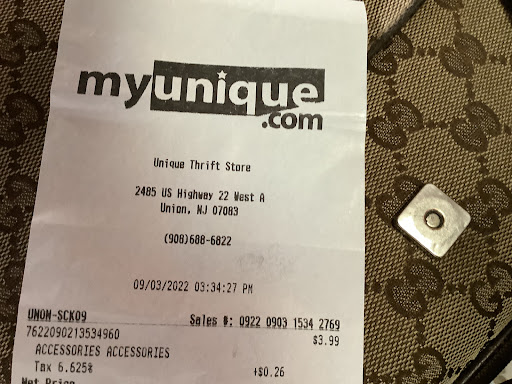 myunique
.com
Unique Thrift Store
2485 US Highway 22 West A
Union, NJ 07083
(908)688-6822
09/03/2022 03:34:27 PM
UNON-SCK09 Sales #: 0922 0903 1534 2769
7622090213534960 $3.99
ACCESSORIES ACCESSORIES
Tax 6.625% +$0.26
Net Price